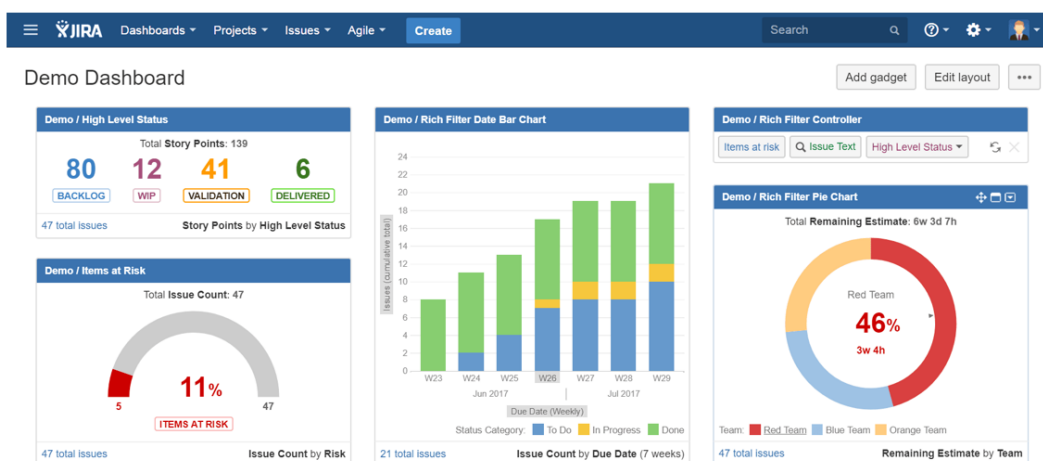 JIRA Dashboards Projects Issues Agile Create Search
Demo Dashboard
Add gadget Edit layout
Demo / High Level Status
Total Story Points: 139
80 12 41 6
BACKLOG WIP VALIDATION DELIVERED
47 total issues Story Points by High Level Status
Demo / Items at Risk
Total Issue Count: 47
11%
5 47
ITEMS AT RISK
47 total issues Issue Count by Risk
Demo / Rich Filter Date Bar Chart
Issues (cumulative total)
24
22
20
18
16
14
12
10
8
6
4
2
0
W23 W24 W25 W26 W27 W28 W29
Jun 2017 Jul 2017
Due Date (Weekly)
Status Category: To Do In Progress Done
21 total issues Issue Count by Due Date (7 weeks)
Demo / Rich Filter Controller
Items at risk Issue Text High Level Status
Demo / Rich Filter Pie Chart
Total Remaining Estimate: 6w 3d 7h
Red Team
46%
3w 4h
Team: Red Team Blue Team Orange Team
47 total issues Remaining Estimate by Team